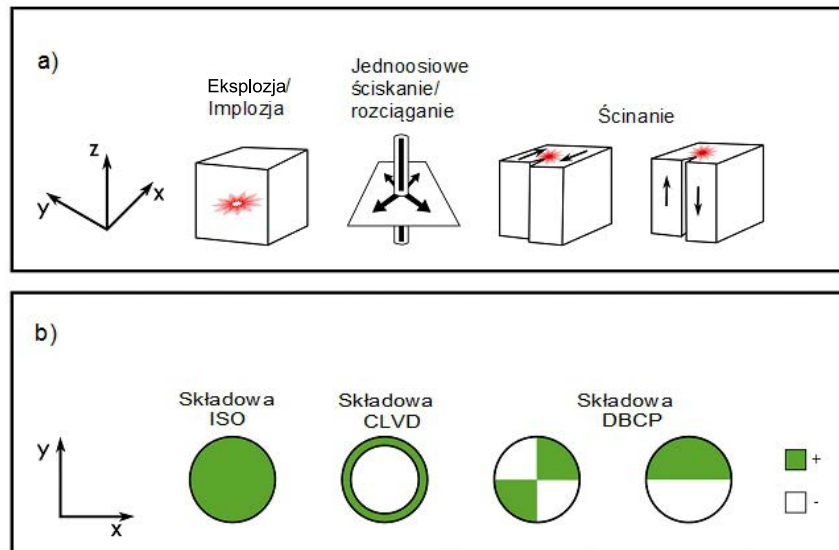 a)
Eksplozja/
Implozja
Jednoosiowe
ściskanie/
rozciąganie
Ścinanie
z
y
x
b)
Składowa
ISO
Składowa
CLVD
Składowa
DBCP
y
x
+
-